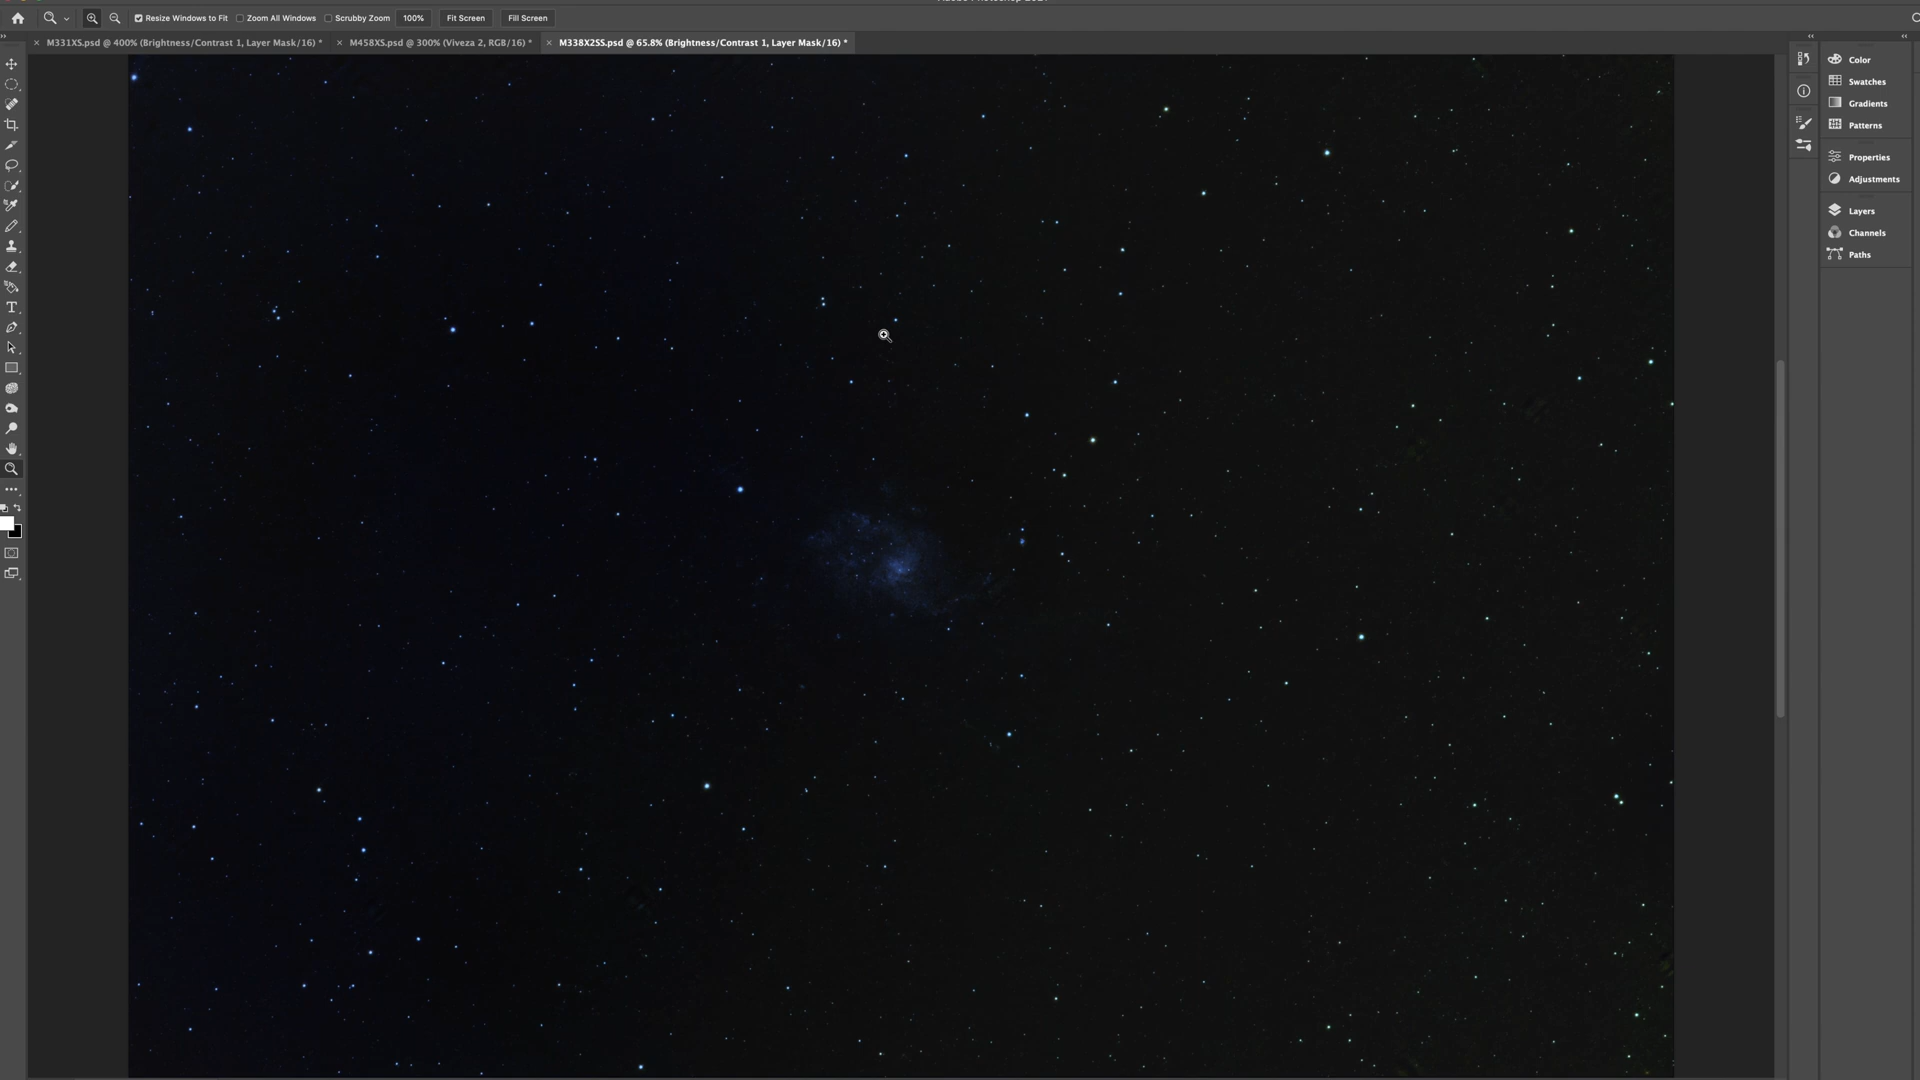 Resize Windows to Fit Zoom All Windows Scrubby Zoom 100% Fit Screen Fill Screen
M331XS.psd @ 400% (Brightness/Contrast 1, Layer Mask/16) * M458XS.psd @ 300% (Viveza 2, RGB/16) * M338X2SS.psd @ 65.8% (Brightness/Contrast 1, Layer Mask/16) *
Color
Swatches
Gradients
Patterns
Properties
Adjustments
Layers
Channels
Paths